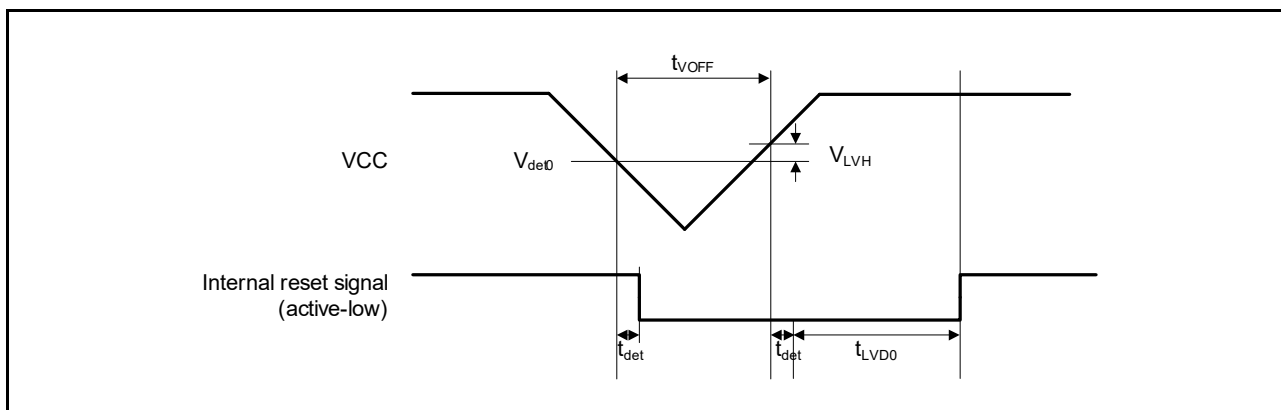 tVOFF
VCC
Vdet0
VLVH
Internal reset signal
(active-low)
tdet
tdet
tLVD0